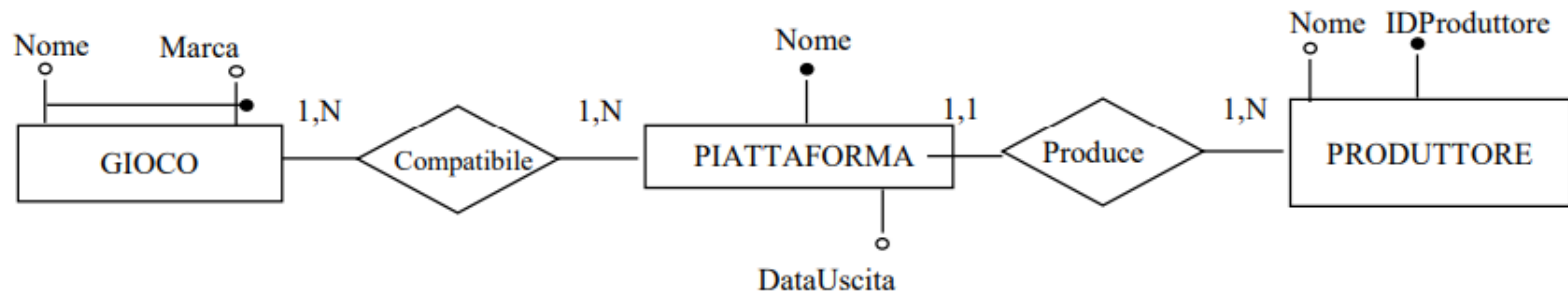 Nome
Marca
Nome
Nome
IDProduttore
1,N
1,N
1,1
1,N
GIOCO
Compatibile
PIATTAFORMA
Produce
PRODUTTORE
DataUscita